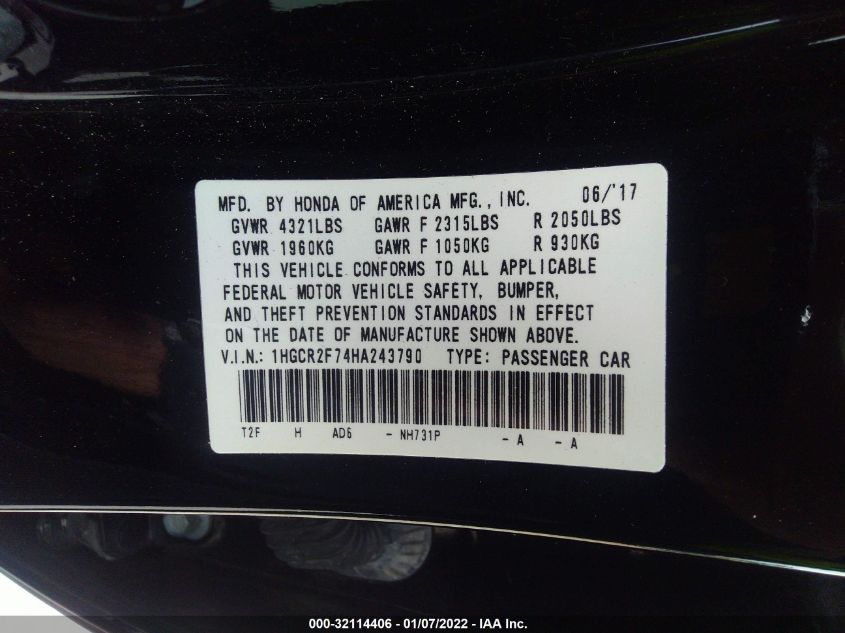 MFD. BY HONDA OF AMERICA MFG., INC. 06/'17
GVWR 4321LBS GAWR F 2315LBS R 2050LBS
GVWR 1960KG GAWR F 1050KG R 930KG
THIS VEHICLE CONFORMS TO ALL APPLICABLE
FEDERAL MOTOR VEHICLE SAFETY, BUMPER,
AND THEFT PREVENTION STANDARDS IN EFFECT
ON THE DATE OF MANUFACTURE SHOWN ABOVE.
V.I.N.: 1HGCR2F74HA243790 TYPE: PASSENGER CAR
T2F H AD6 - NH731P - A - A
000-32114406 - 01/07/2022 - IAA Inc.